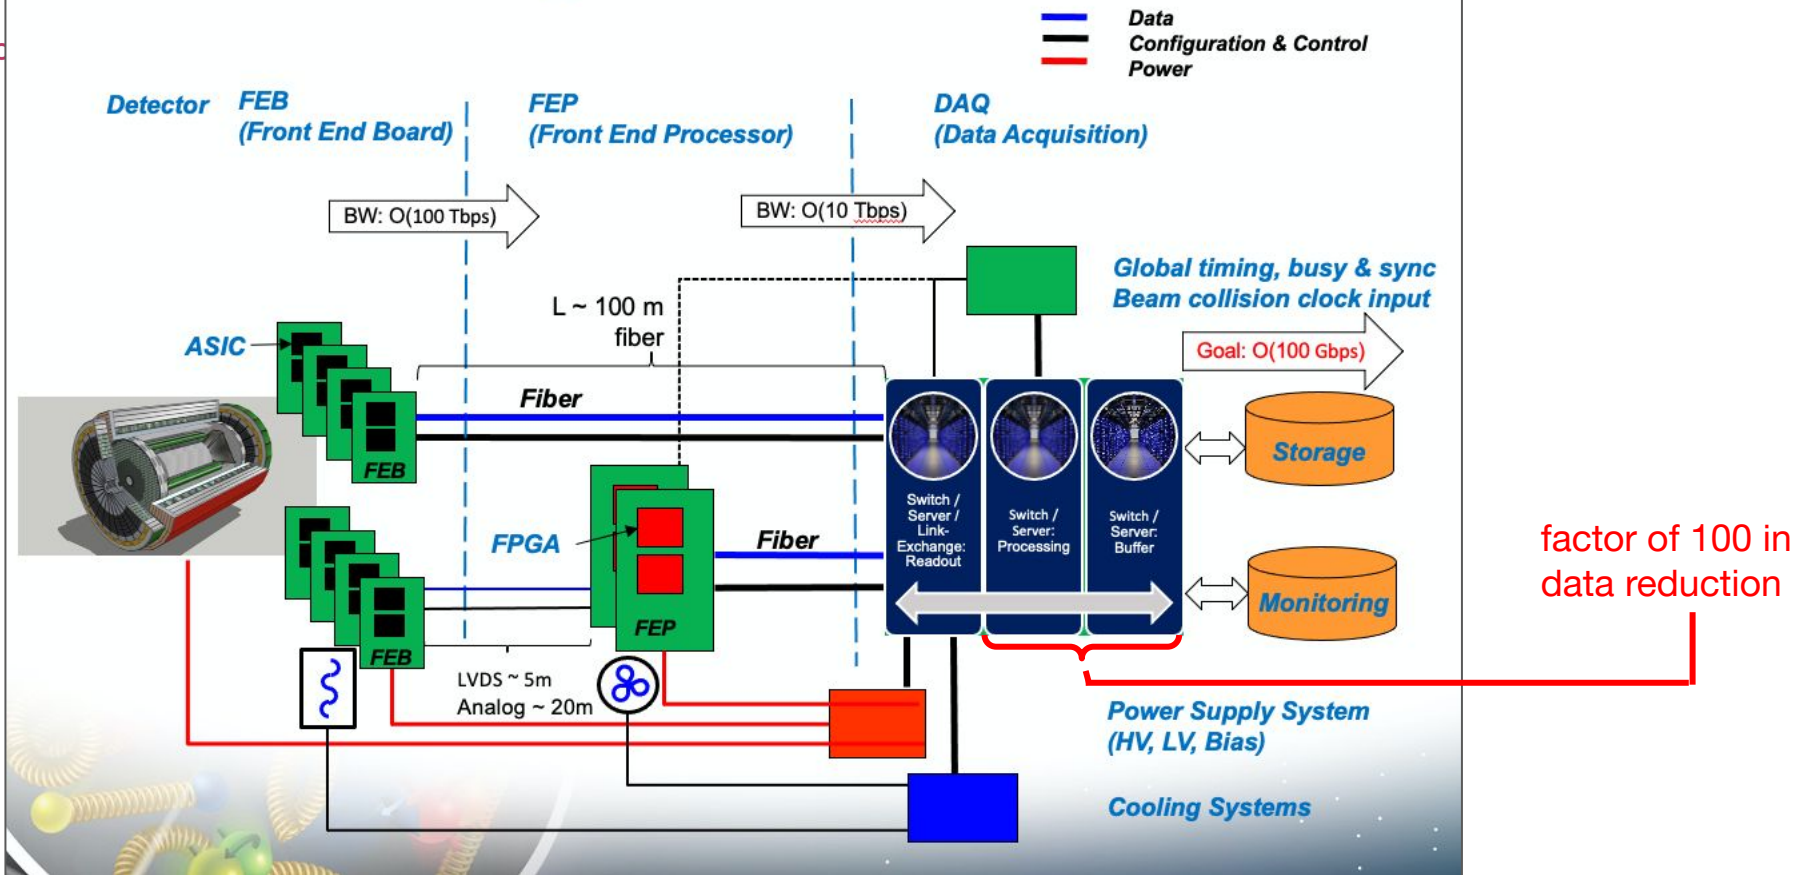 Data
Configuration & Control
Power
Detector
FEB
(Front End Board)
FEP
(Front End Processor)
DAQ
(Data Acquisition)
BW: O(100 Tbps)
BW: O(10 Tbps)
Global timing, busy & sync
Beam collision clock input
L ~ 100 m
fiber
ASIC
Goal: O(100 Gbps)
Fiber
FEB
Storage
Switch /
Server /
Link-
Exchange:
Readout
Switch /
Server:
Processing
Switch /
Server:
Buffer
FPGA
Fiber
factor of 100 in
data reduction
Monitoring
FEP
FEB
LVDS ~ 5m
Analog ~ 20m
Power Supply System
(HV, LV, Bias)
Cooling Systems